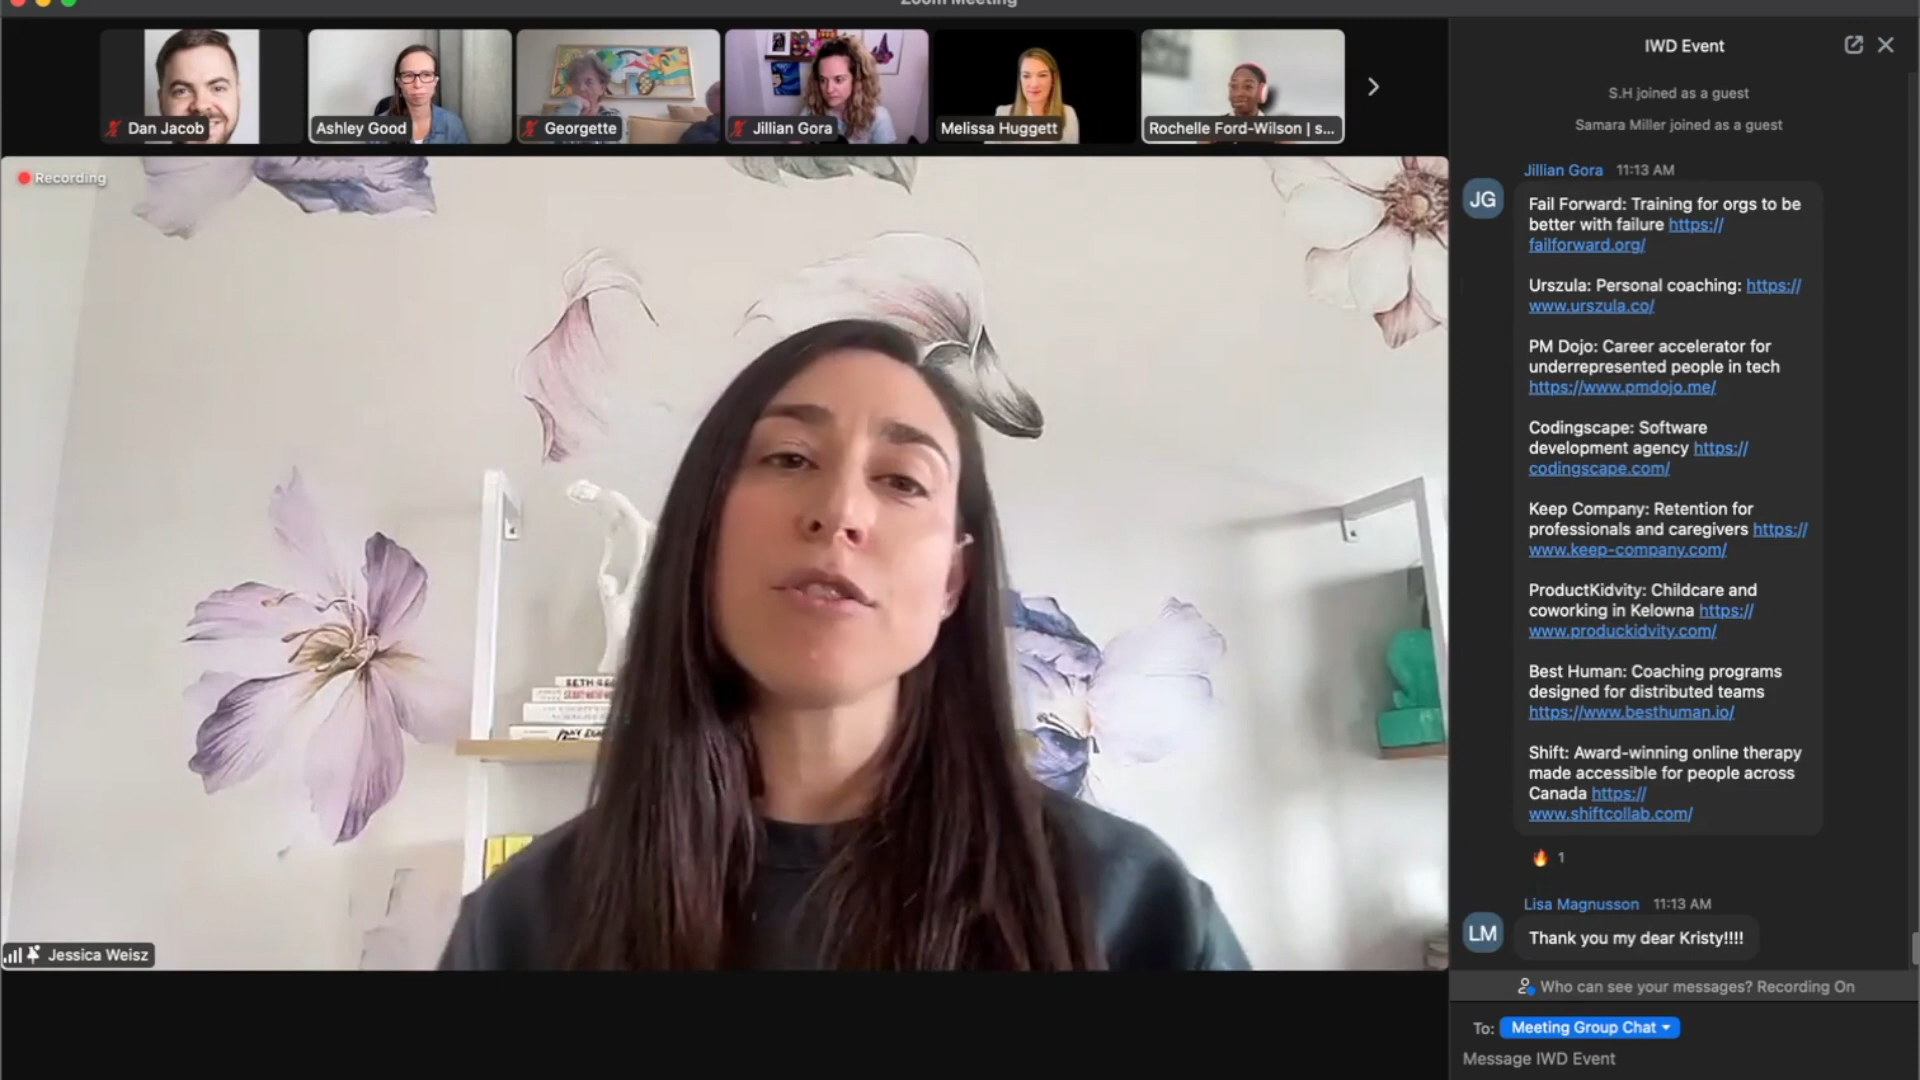 Zoom Meeting
Dan Jacob
Ashley Good
Georgette
Jillian Gora
Melissa Huggett
Rochelle Ford-Wilson | s...
Recording
Jessica Weisz
IWD Event
S.H joined as a guest
Samara Miller joined as a guest
Jillian Gora 11:13 AM
JG
Fail Forward: Training for orgs to be
better with failure https://
failforward.org/
Urszula: Personal coaching: https://
www.urszula.co/
PM Dojo: Career accelerator for
underrepresented people in tech
https://www.pmdojo.me/
Codingscape: Software
development agency https://
codingscape.com/
Keep Company: Retention for
professionals and caregivers https://
www.keep-company.com/
ProductKidvity: Childcare and
coworking in Kelowna https://
www.produckidvity.com/
Best Human: Coaching programs
designed for distributed teams
https://www.besthuman.io/
Shift: Award-winning online therapy
made accessible for people across
Canada https://
www.shiftcollab.com/
1
Lisa Magnusson 11:13 AM
LM
Thank you my dear Kristy!!!!
Who can see your messages? Recording On
To: Meeting Group Chat
Message IWD Event